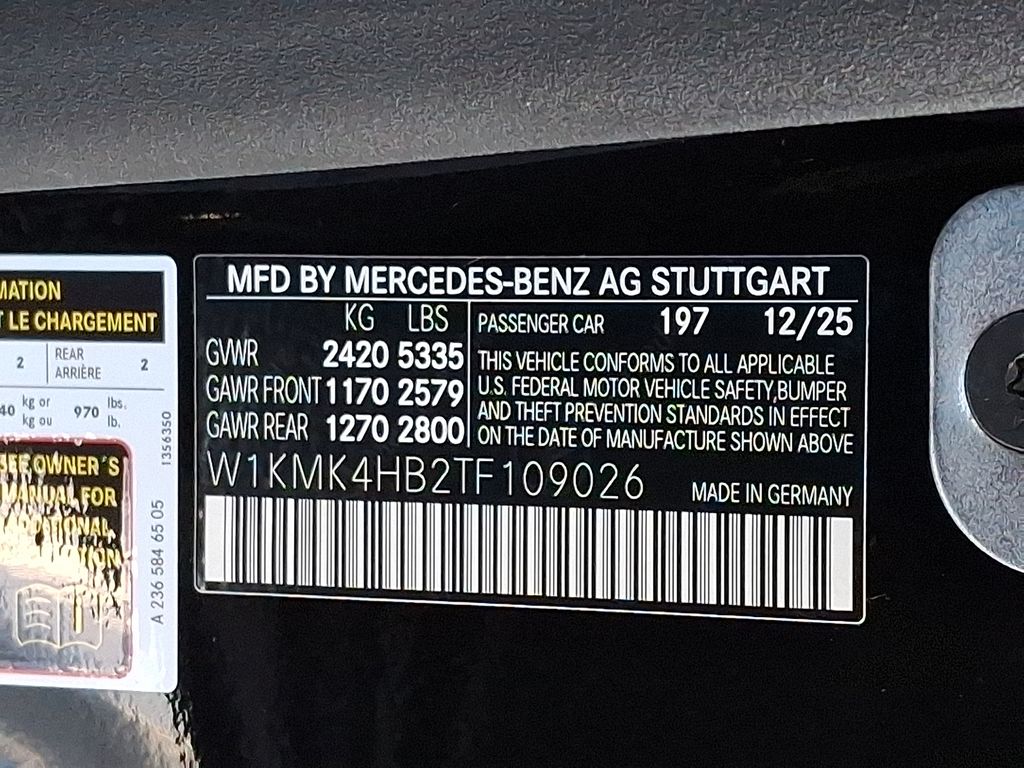 MATION
T LE CHARGEMENT
2 REAR ARRIÈRE 2
40 kg or kg ou 970 lbs. lb.
SEE OWNER'S
MANUAL FOR
ADDITIONAL
1356350
A 236 584 65 05
MFD BY MERCEDES-BENZ AG STUTTGART
KG LBS
GVWR 2420 5335
GAWR FRONT 1170 2579
GAWR REAR 1270 2800
PASSENGER CAR 197 12/25
THIS VEHICLE CONFORMS TO ALL APPLICABLE
U.S. FEDERAL MOTOR VEHICLE SAFETY,BUMPER
AND THEFT PREVENTION STANDARDS IN EFFECT
ON THE DATE OF MANUFACTURE SHOWN ABOVE
W1KMK4HB2TF109026
MADE IN GERMANY